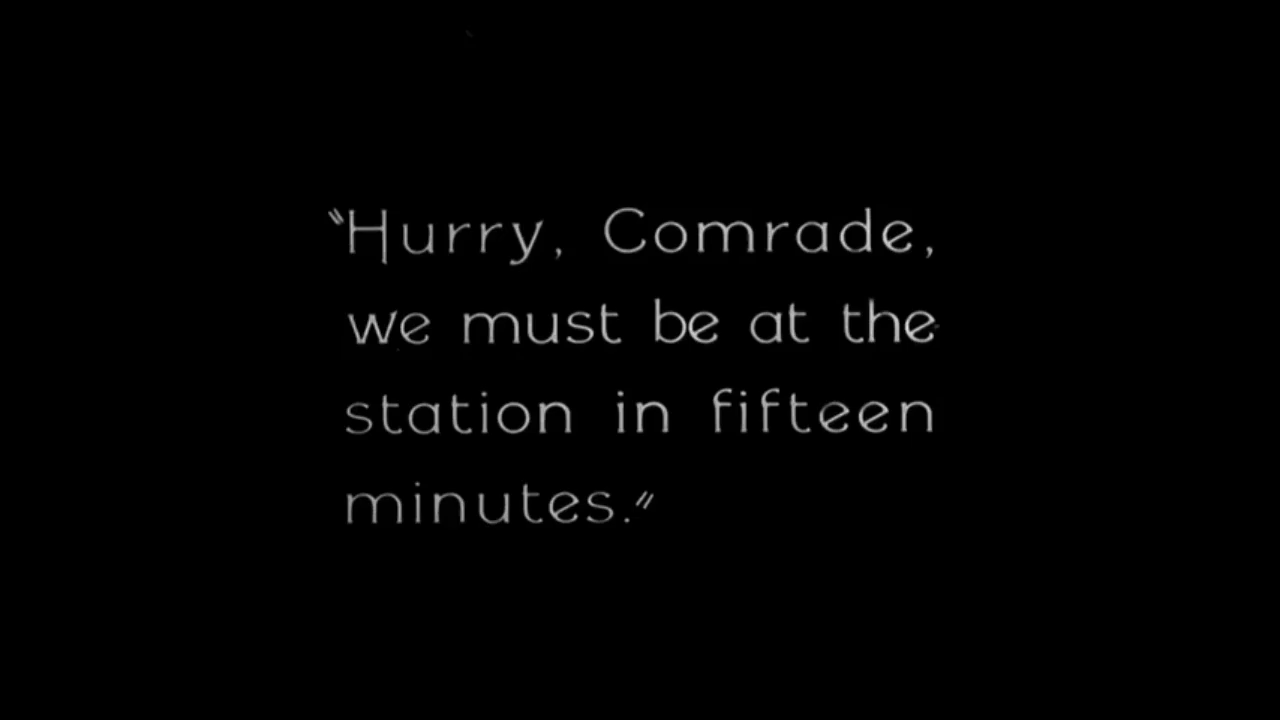 "Hurry, Comrade,
we must be at the
station in fifteen
minutes."